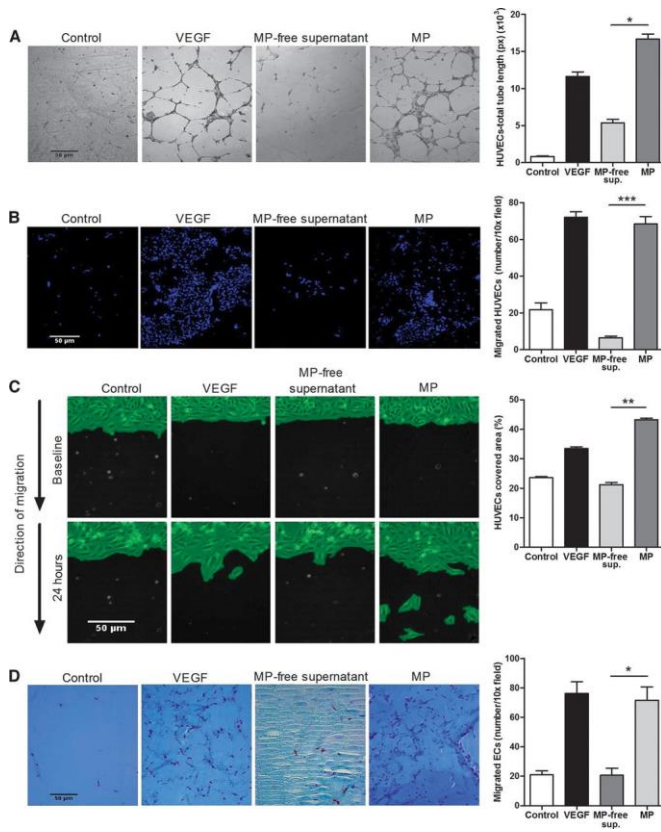 A
Control
VEGF
MP-free supernatant
MP
50 µm
HUVECs-total tube length (px) (x10³)
20
15
10
5
0
*
Control
VEGF
MP-free
sup.
MP
B
Control
VEGF
MP-free supernatant
MP
50 µm
Migrated HUVECs (number/10x field)
80
60
40
20
0
***
Control
VEGF
MP-free
sup.
MP
C
Control
VEGF
MP-free
supernatant
MP
Direction of migration
Baseline
24 hours
50 µm
HUVECs covered area (%)
50
40
30
20
10
0
**
Control
VEGF
MP-free
sup.
MP
D
Control
VEGF
MP-free supernatant
MP
50 µm
Migrated ECs (number/10x field)
100
80
60
40
20
0
*
Control
VEGF
MP-free
sup.
MP